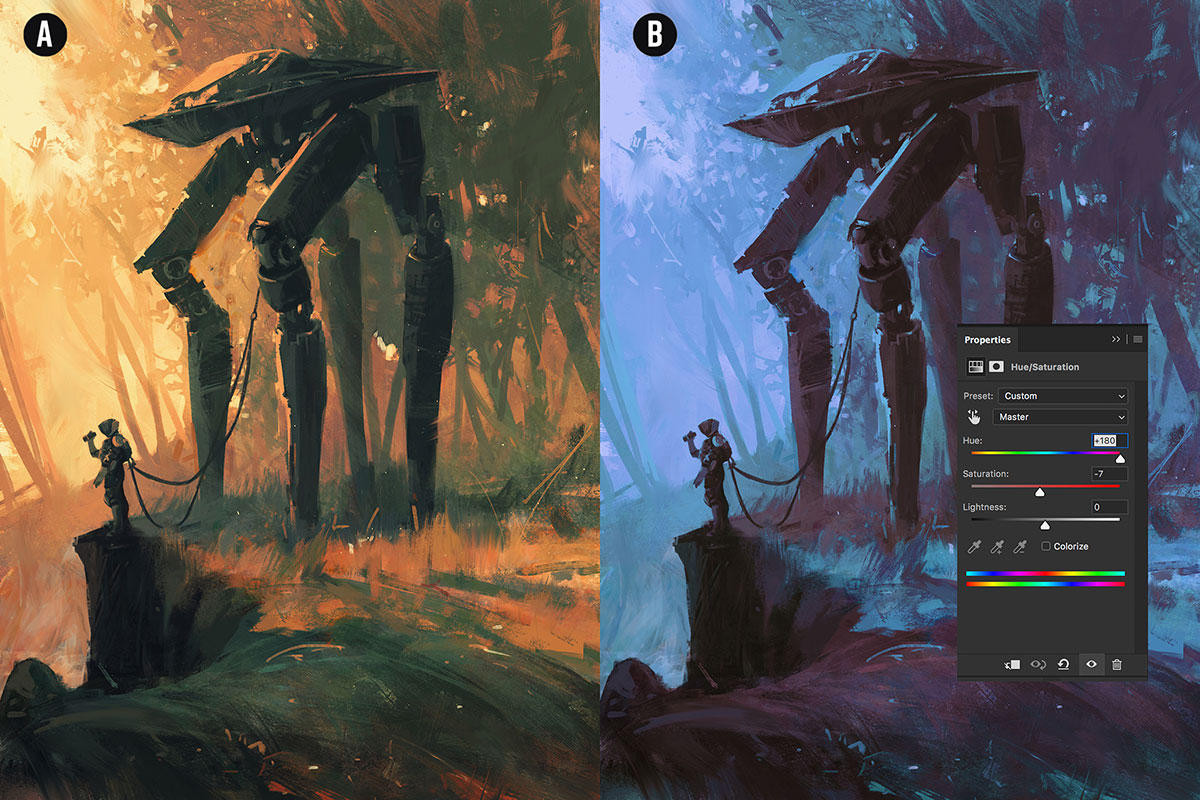 A
B
Properties
Hue/Saturation
Preset: Custom
Master
Hue: +180
Saturation: -7
Lightness: 0
Colorize